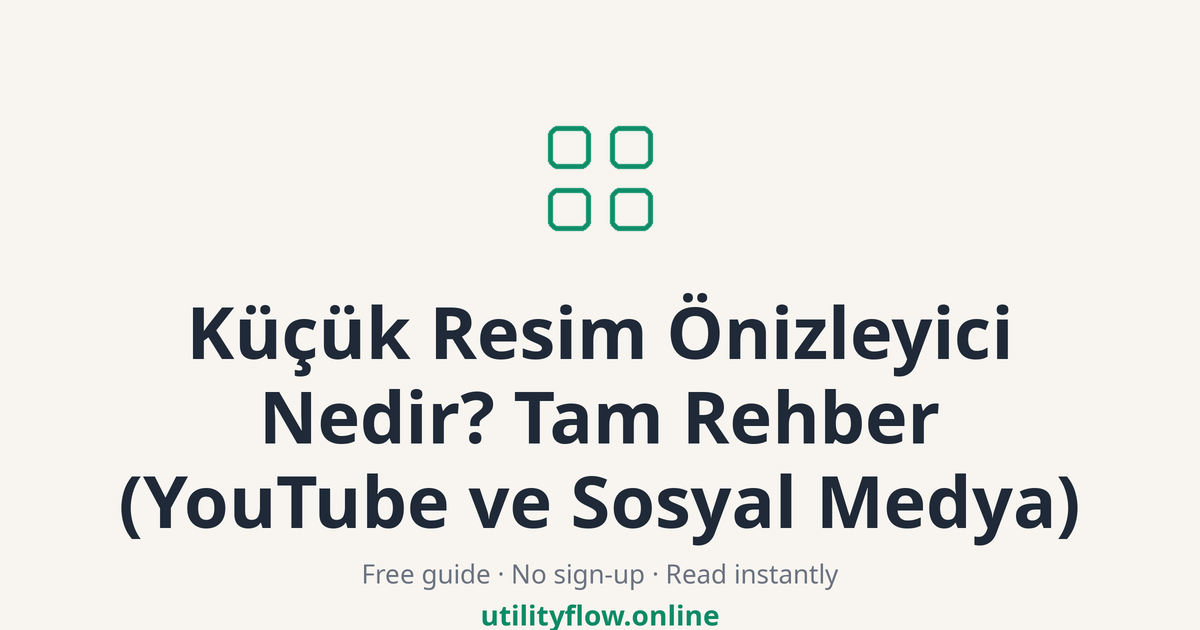 Küçük Resim Önizleyici
Nedir? Tam Rehber
(YouTube ve Sosyal Medya)
Free guide · No sign-up · Read instantly
utilityflow.online